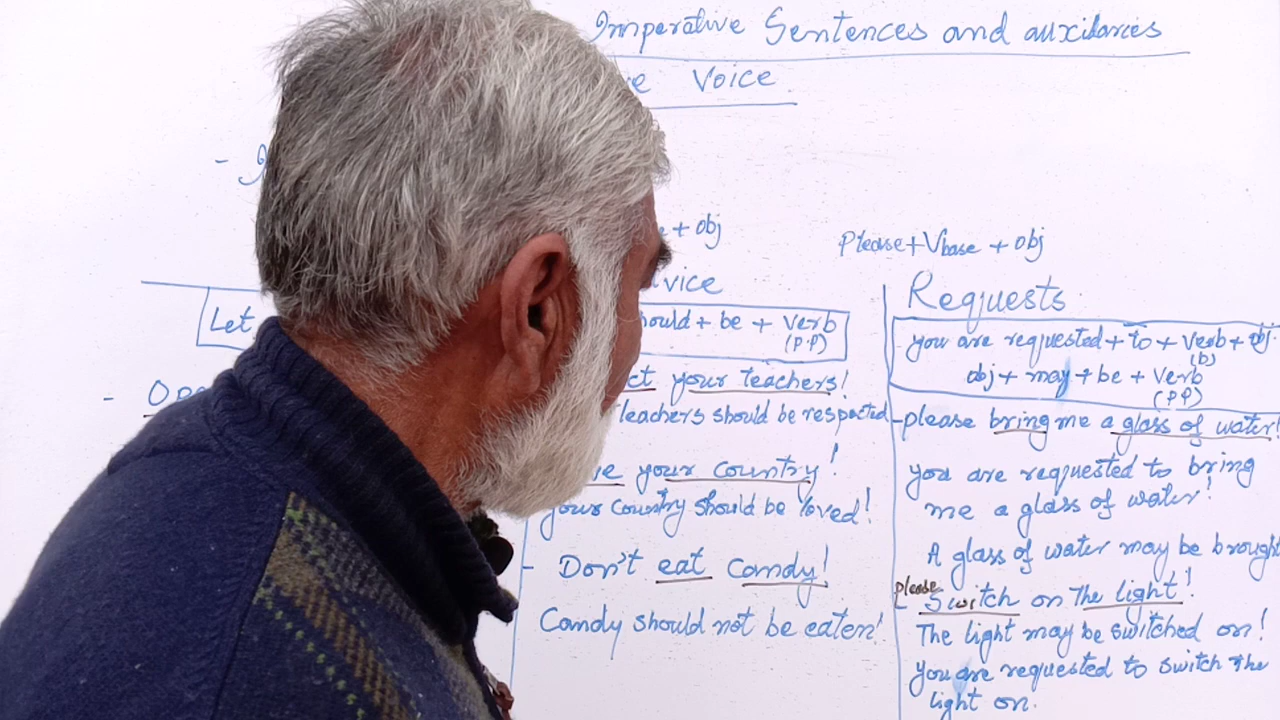 Imperative Sentences and auxilaries
Voice
+ obj
Please + Vbase + obj
Let
hould + be + verb
(P.P)
Requests
you are requested + to + verb + obj.
(b)
obj + may + be + verb
(PP)
your teachers!
Teachers should be respected
your country!
your Country should be loved!
- Don't eat Candy!
Candy should not be eaten!
- please bring me a glass of water!
you are requested to bring
me a glass of water!
A glass of water may be brought
please
- Switch on the light!
The light may be switched on!
you are requested to switch the
light on.